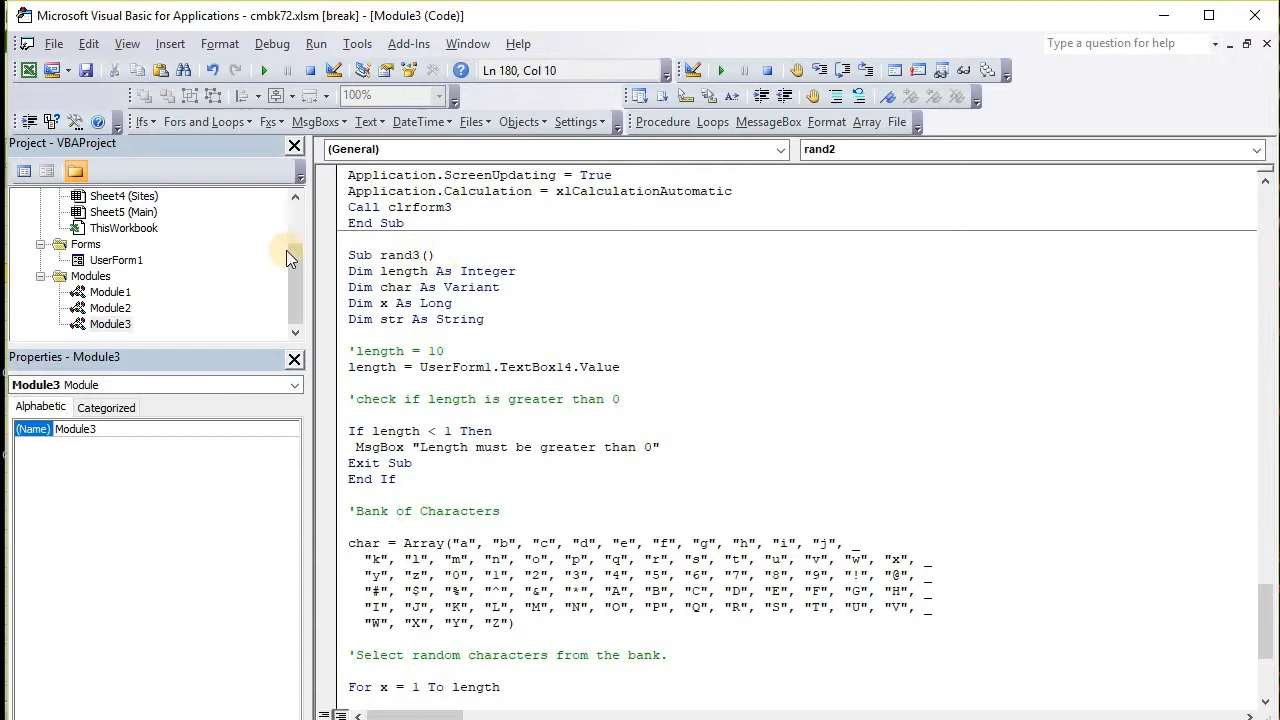 Microsoft Visual Basic for Applications - cmbk72.xlsm [break] - [Module3 (Code)]
File Edit View Insert Format Debug Run Tools Add-Ins Window Help Type a question for help
Ln 180, Col 10
100%
Jfs Fors and Loops Fxs MsgBoxs Text DateTime Files Objects Settings Procedure Loops MessageBox Format Array File
Project - VBAProject
(General) rand2
Sheet4 (Sites)
Sheet5 (Main)
ThisWorkbook
Forms
UserForm1
Modules
Module1
Module2
Module3
Properties - Module3
Module3 Module
Alphabetic Categorized
(Name) Module3
Application.ScreenUpdating = True
Application.Calculation = xlCalculationAutomatic
Call clrform3
End Sub
Sub rand3()
Dim length As Integer
Dim char As Variant
Dim x As Long
Dim str As String
'length = 10
length = UserForm1.TextBox14.Value
'check if length is greater than 0
If length < 1 Then
MsgBox "Length must be greater than 0"
Exit Sub
End If
'Bank of Characters
char = Array("a", "b", "c", "d", "e", "f", "g", "h", "i", "j", _
"k", "l", "m", "n", "o", "p", "q", "r", "s", "t", "u", "v", "w", "x", _
"y", "z", "0", "1", "2", "3", "4", "5", "6", "7", "8", "9", "!", "@", _
"#", "$", "%", "^", "&", "*", "A", "B", "C", "D", "E", "F", "G", "H", _
"I", "J", "K", "L", "M", "N", "O", "P", "Q", "R", "S", "T", "U", "V", _
"W", "X", "Y", "Z")
'Select random characters from the bank.
For x = 1 To length